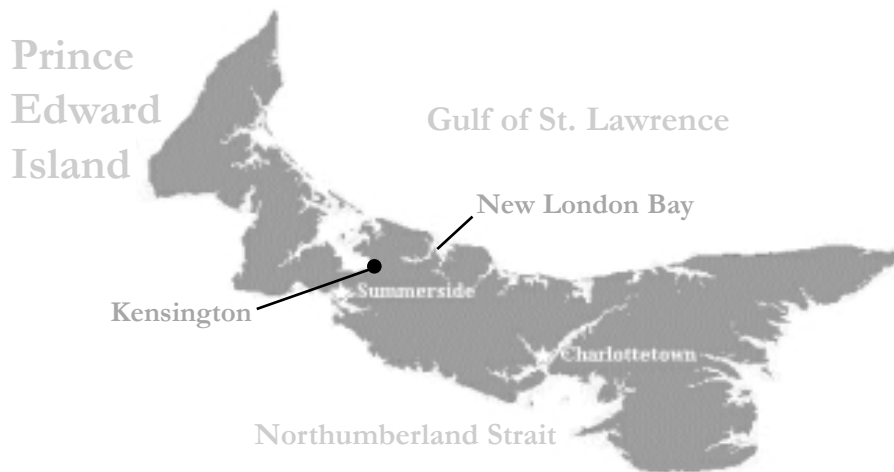 Prince
Edward
Island
Gulf of St. Lawrence
New London Bay
Kensington
Summerside
Charlottetown
Northumberland Strait